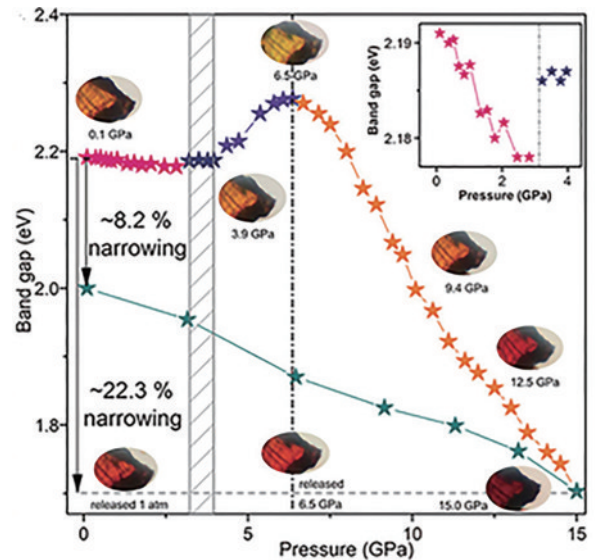 2.4
2.2
2.0
1.8
Band gap (eV)
0
5
10
15
Pressure (GPa)
0.1 GPa
6.5 GPa
3.9 GPa
9.4 GPa
12.5 GPa
15.0 GPa
~8.2 %
narrowing
~22.3 %
narrowing
released 1 atm
released
6.5 GPa
2.19
2.18
Band gap (eV)
0
2
4
Pressure (GPa)